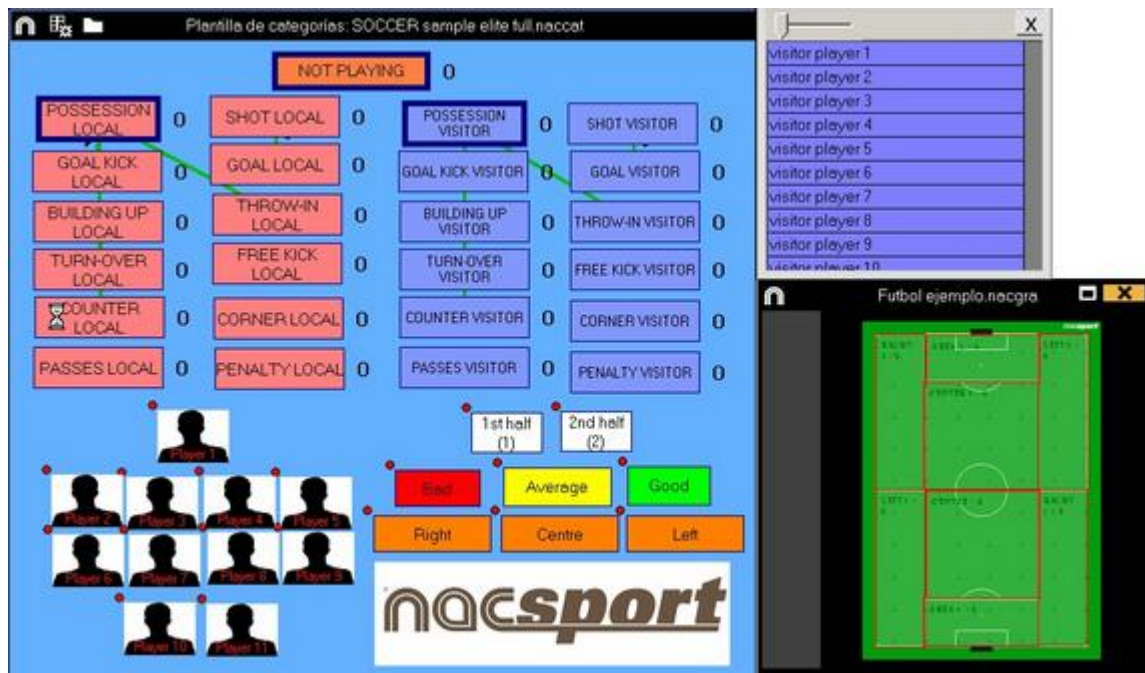 Plantilla de categorias: SOCCER sample elite full.naccat
NOT PLAYING 0
POSSESSION LOCAL 0
SHOT LOCAL 0
POSSESSION VISITOR 0
SHOT VISITOR 0
GOAL KICK LOCAL 0
GOAL LOCAL 0
GOAL KICK VISITOR 0
GOAL VISITOR 0
BUILDING UP LOCAL 0
THROW-IN LOCAL 0
BUILDING UP VISITOR 0
THROW-IN VISITOR 0
TURN-OVER LOCAL 0
FREE KICK LOCAL 0
TURN-OVER VISITOR 0
FREE KICK VISITOR 0
COUNTER LOCAL 0
CORNER LOCAL 0
COUNTER VISITOR 0
CORNER VISITOR 0
PASSES LOCAL 0
PENALTY LOCAL 0
PASSES VISITOR 0
PENALTY VISITOR 0
Player 1
1st half (1)
2nd half (2)
Player 2
Player 3
Player 4
Player 5
Bad
Average
Good
Player 6
Player 7
Player 8
Player 9
Right
Centre
Left
Player 10
Player 11
nacsport
X
visitor player 1
visitor player 2
visitor player 3
visitor player 4
visitor player 5
visitor player 6
visitor player 7
visitor player 8
visitor player 9
visitor player 10
Futbol ejemplo.nacgra
X
nacsport